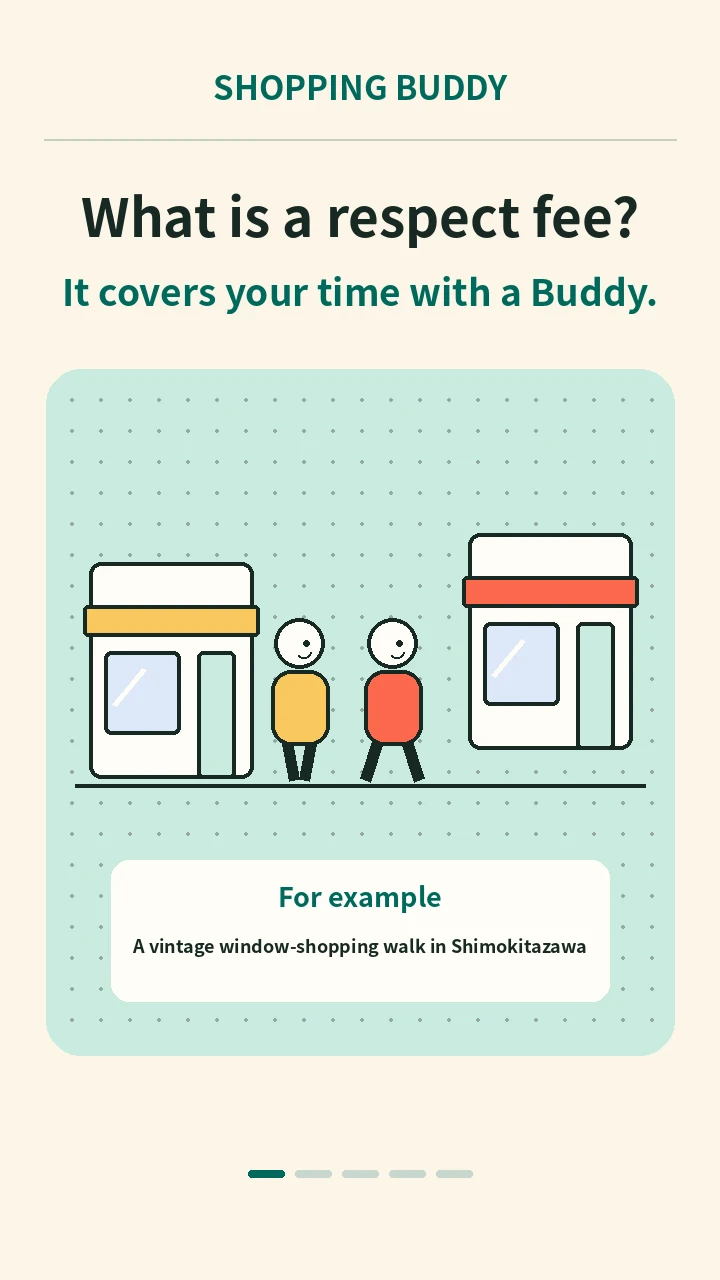 SHOPPING BUDDY
What is a respect fee?
It covers your time with a Buddy.
For example
A vintage window-shopping walk in Shimokitazawa